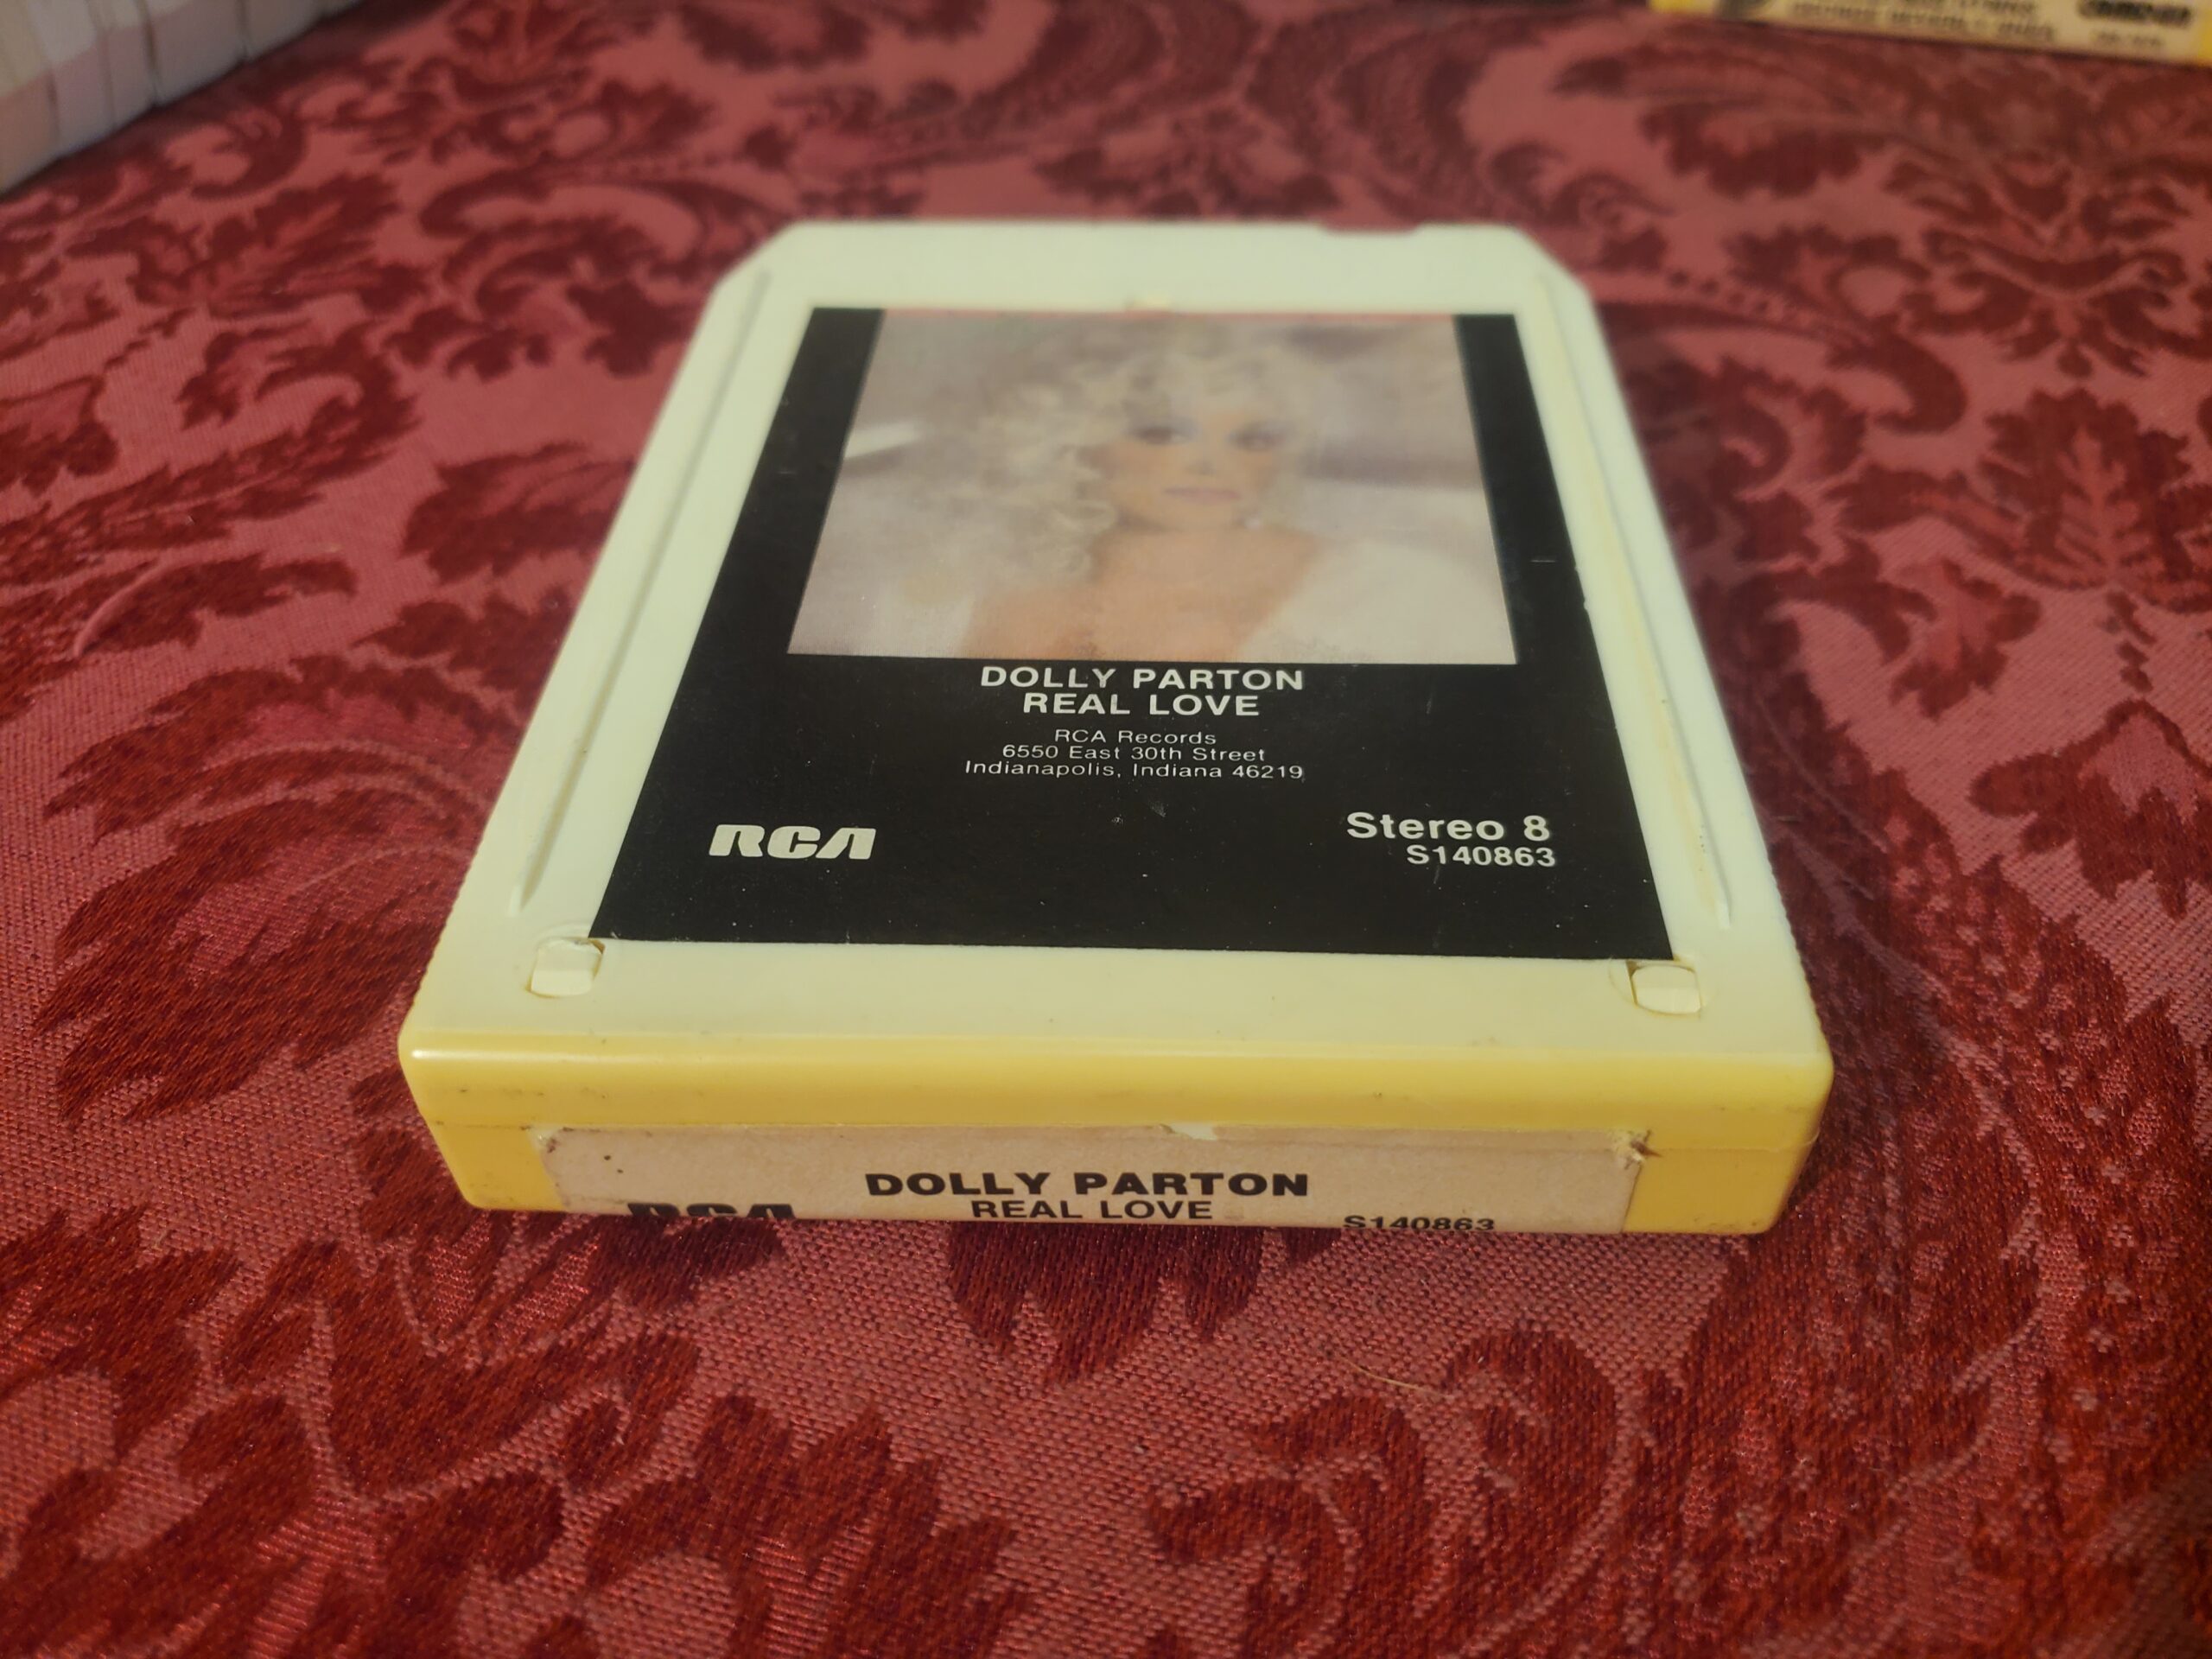 DOLLY PARTON
REAL LOVE
RCA Records
6550 East 30th Street
Indianapolis, Indiana 46219
RCA
Stereo 8
S140863
DOLLY PARTON
RCA
REAL LOVE
S140863